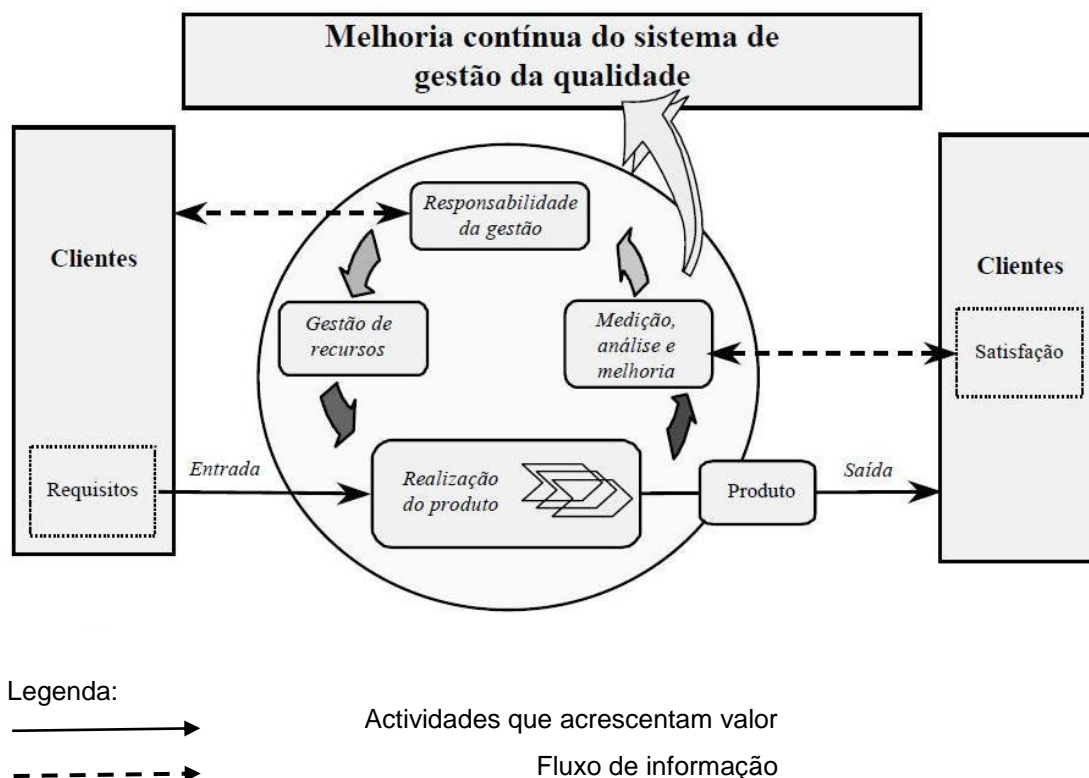 Melhoria contínua do sistema de
gestão da qualidade
Responsabilidade
da gestão
Clientes
Clientes
Gestão de
recursos
Medição,
análise e
melhoria
Satisfação
Entrada
Requisitos
Realização
do produto
Produto
Saída
Legenda:
Actividades que acrescentam valor
Fluxo de informação